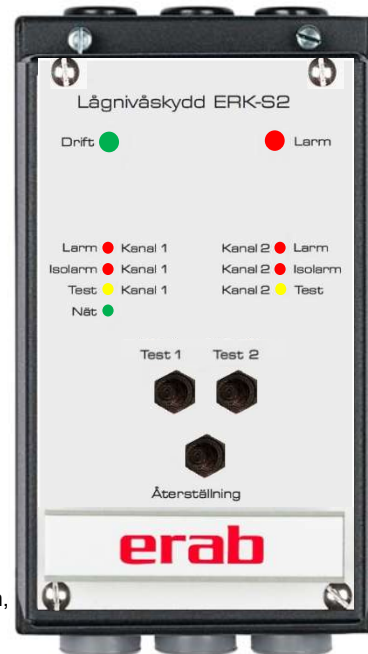 Lågnivåskydd ERK-S2
Drift Larm
Larm Kanal 1 Kanal 2 Larm
Isolarm Kanal 1 Kanal 2 Isolarm
Test Kanal 1 Kanal 2 Test
Nät
Test 1 Test 2
Återställning
erab